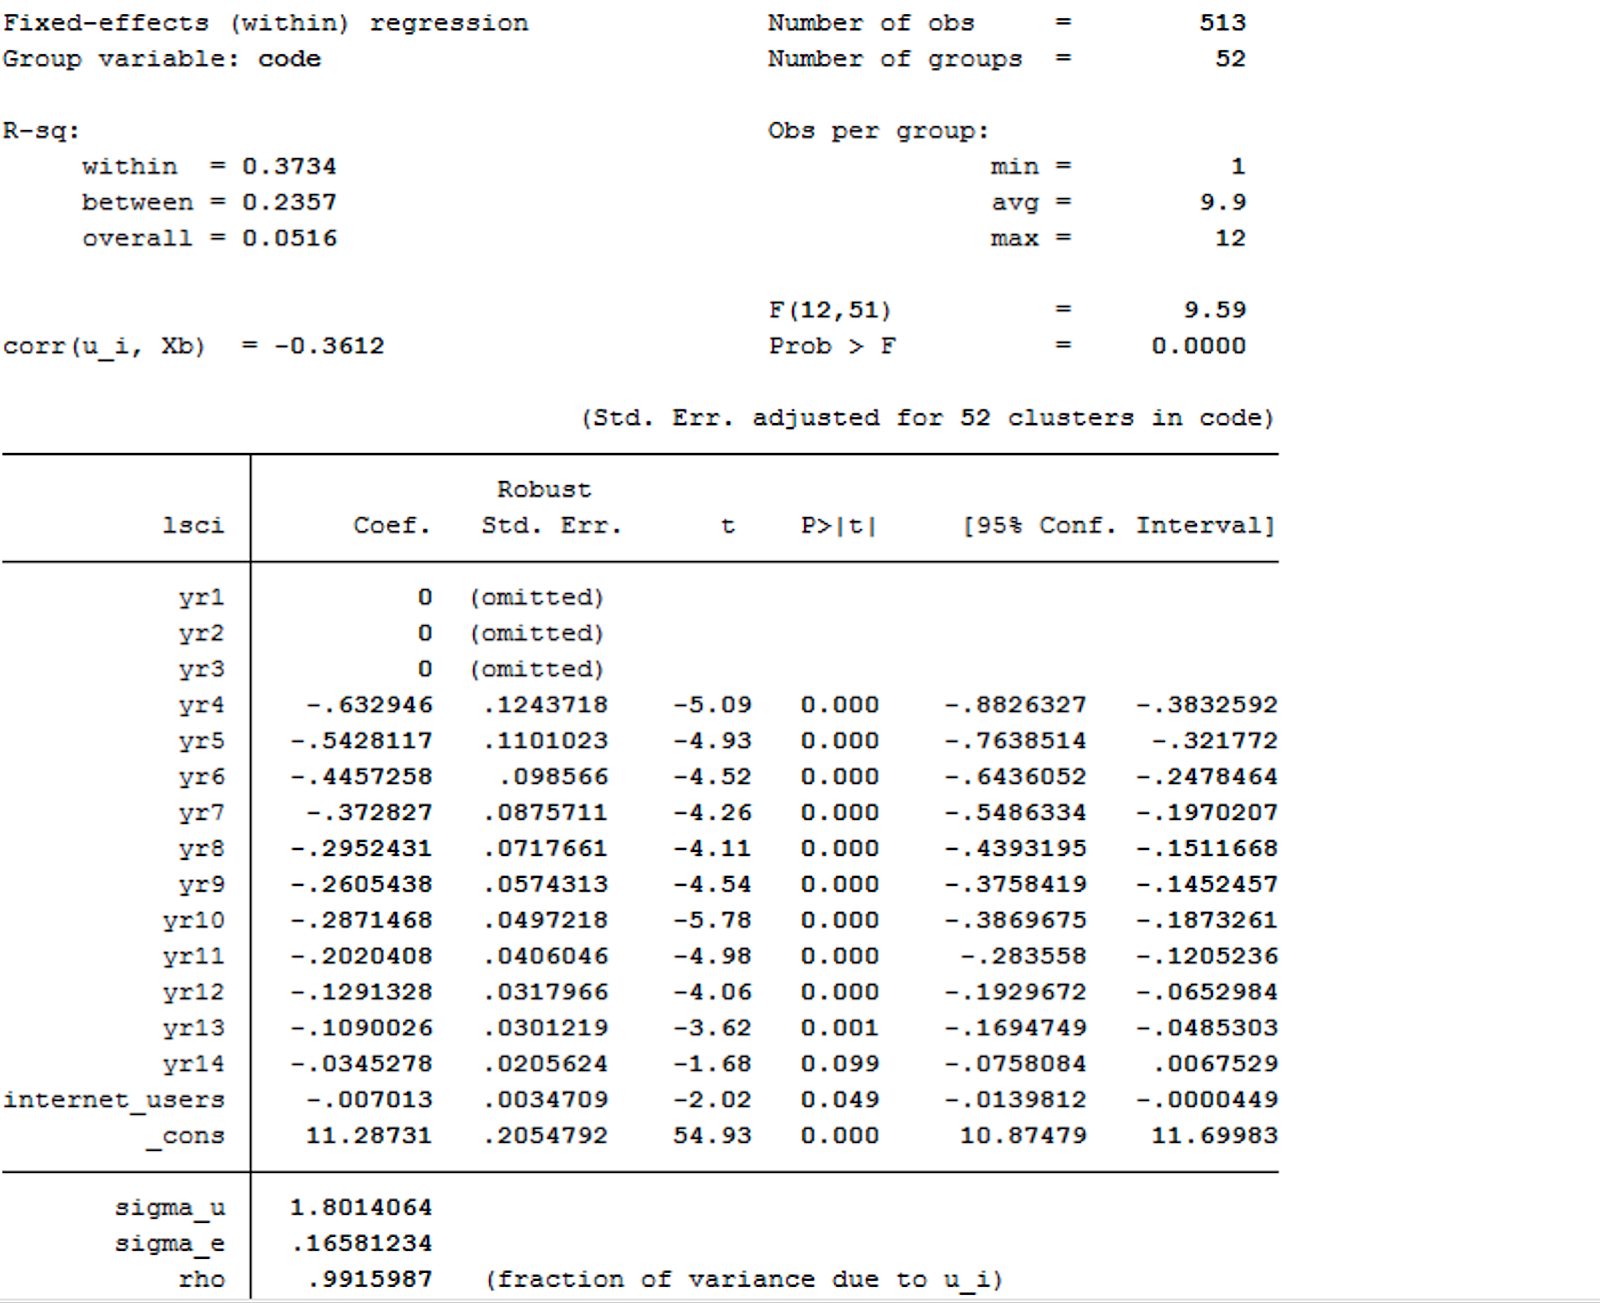 Fixed-effects (within) regression Number of obs = 513
Group variable: code Number of groups = 52
R-sq: Obs per group:
within = 0.3734 min = 1
between = 0.2357 avg = 9.9
overall = 0.0516 max = 12
F(12,51) = 9.59
corr(u_i, Xb) = -0.3612 Prob > F = 0.0000
(Std. Err. adjusted for 52 clusters in code)
Robust
lsci Coef. Std. Err. t P>|t| [95% Conf. Interval]
yr1 0 (omitted)
yr2 0 (omitted)
yr3 0 (omitted)
yr4 -.632946 .1243718 -5.09 0.000 -.8826327 -.3832592
yr5 -.5428117 .1101023 -4.93 0.000 -.7638514 -.321772
yr6 -.4457258 .098566 -4.52 0.000 -.6436052 -.2478464
yr7 -.372827 .0875711 -4.26 0.000 -.5486334 -.1970207
yr8 -.2952431 .0717661 -4.11 0.000 -.4393195 -.1511668
yr9 -.2605438 .0574313 -4.54 0.000 -.3758419 -.1452457
yr10 -.2871468 .0497218 -5.78 0.000 -.3869675 -.1873261
yr11 -.2020408 .0406046 -4.98 0.000 -.283558 -.1205236
yr12 -.1291328 .0317966 -4.06 0.000 -.1929672 -.0652984
yr13 -.1090026 .0301219 -3.62 0.001 -.1694749 -.0485303
yr14 -.0345278 .0205624 -1.68 0.099 -.0758084 .0067529
internet_users -.007013 .0034709 -2.02 0.049 -.0139812 -.0000449
_cons 11.28731 .2054792 54.93 0.000 10.87479 11.69983
sigma_u 1.8014064
sigma_e .16581234
rho .9915987 (fraction of variance due to u_i)